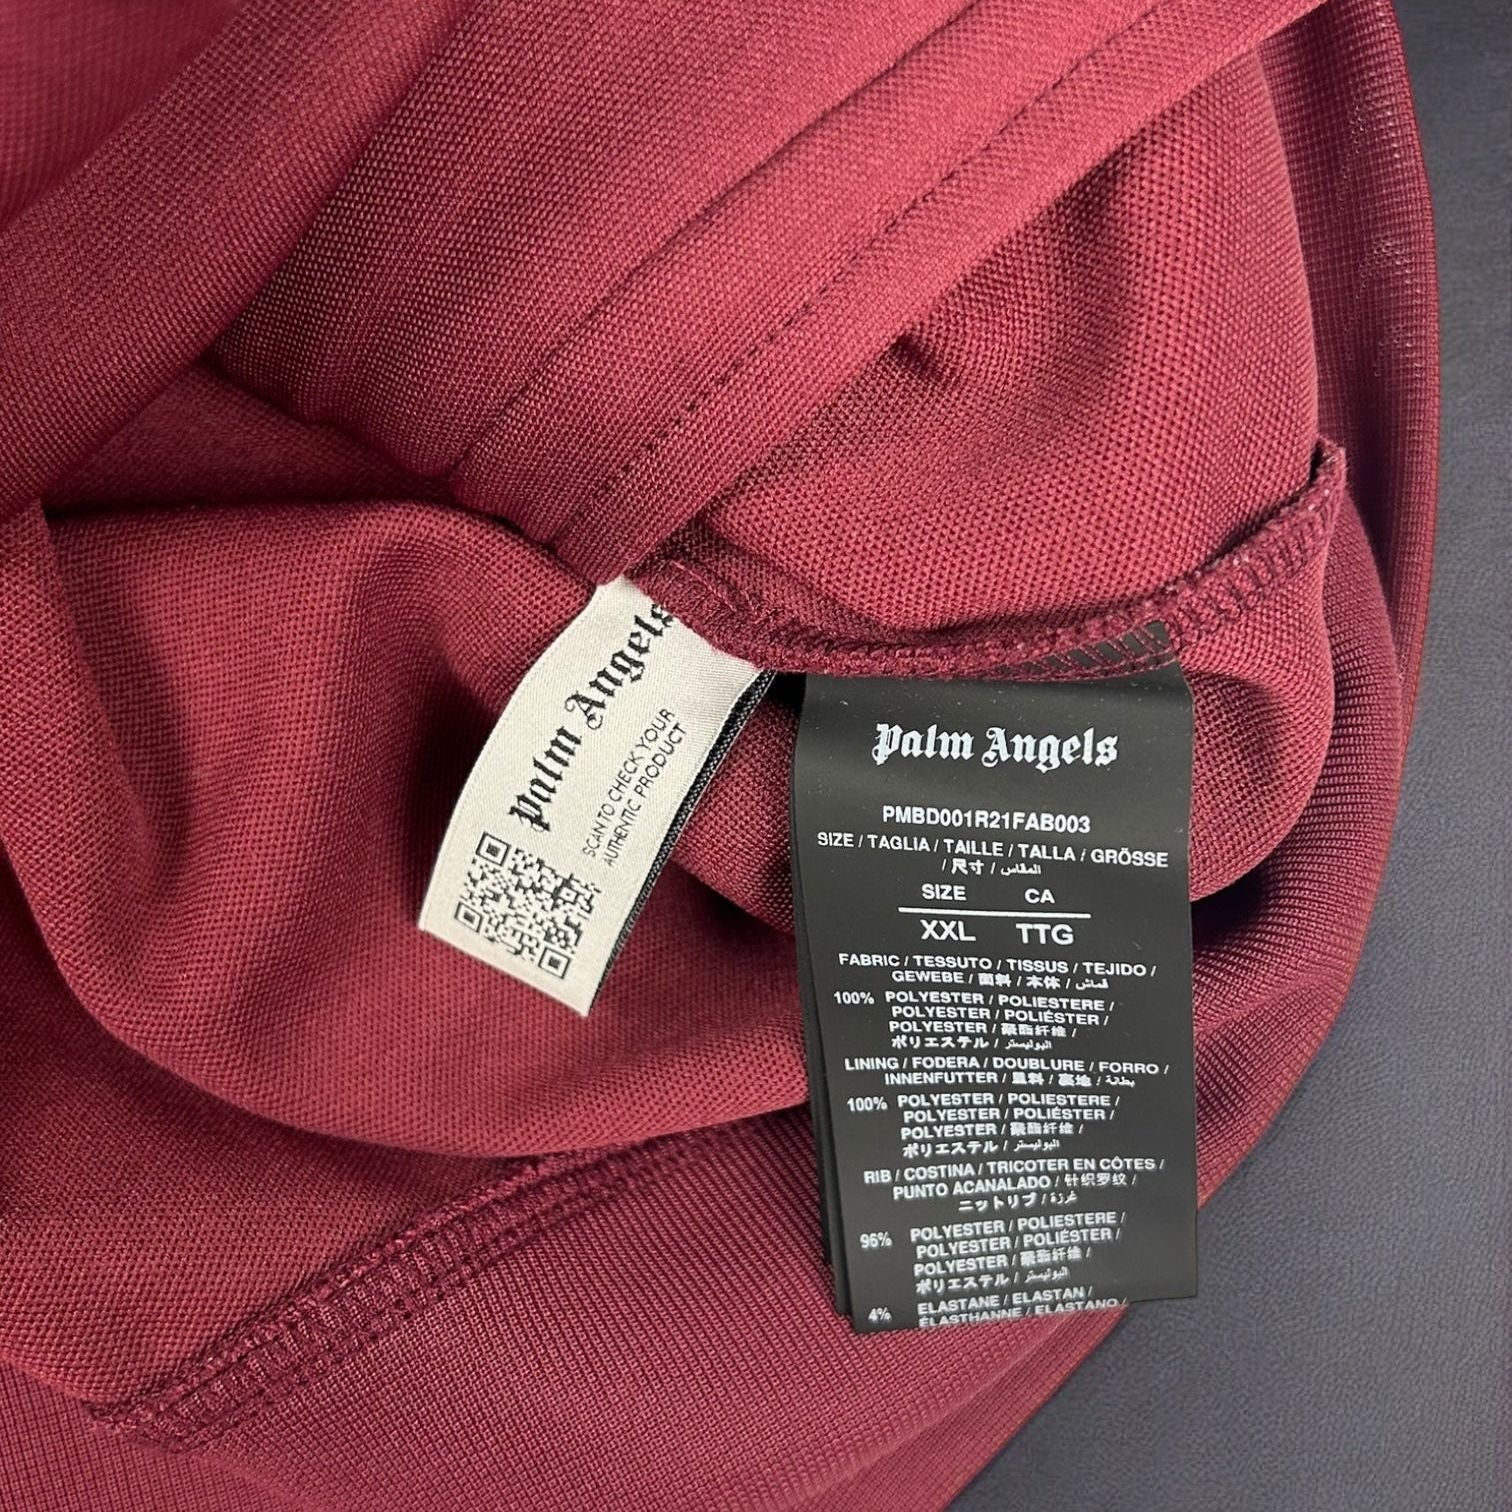 Palm Angels
SCAN TO CHECK YOUR
AUTHENTIC PRODUCT
Palm Angels
PMBD001R21FAB003
SIZE / TAGLIA / TAILLE / TALLA / GRÖSSE
/ 尺寸 / المقاس
SIZE CA
XXL TTG
FABRIC / TESSUTO / TISSUS / TEJIDO /
GEWEBE / 面料 / 本体 / قماش
100% POLYESTER / POLIESTERE /
POLYESTER / POLIÉSTER /
POLYESTER / 聚酯纤维 /
ポリエステル / البوليستر
LINING / FODERA / DOUBLURE / FORRO /
INNENFUTTER / 里料 / 裏地 / بطانة
100% POLYESTER / POLIESTERE /
POLYESTER / POLIÉSTER /
POLYESTER / 聚酯纤维 /
ポリエステル / البوليستر
RIB / COSTINA / TRICOTER EN CÔTES /
PUNTO ACANALADO / 针织罗纹 /
ニットリブ / غرزة
96% POLYESTER / POLIESTERE /
POLYESTER / POLIÉSTER /
POLYESTER / 聚酯纤维 /
ポリエステル / البوليستر
4% ELASTANE / ELASTAN /
ÉLASTHANNE / ELASTANO /